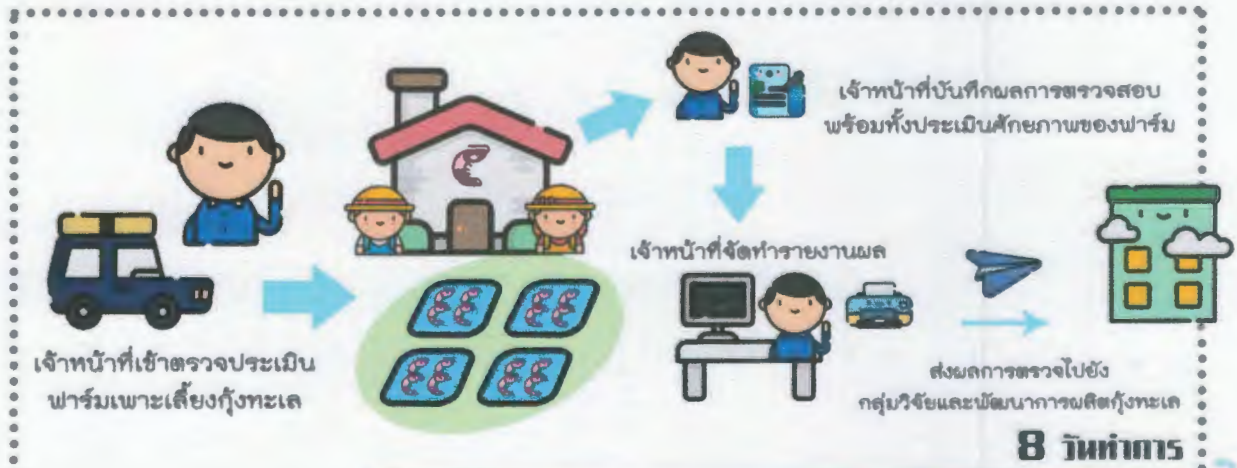 เจ้าหน้าที่เข้าตรวจประเมิน
ฟาร์มเพาะเลี้ยงกุ้งทะเล
เจ้าหน้าที่บันทึกผลการตรวจสอบ
พร้อมทั้งประเมินศักยภาพของฟาร์ม
เจ้าหน้าที่จัดทำรายงานผล
ส่งผลการตรวจไปยัง
กลุ่มวิจัยและพัฒนาการผลิตกุ้งทะเล
8 วันทำการ